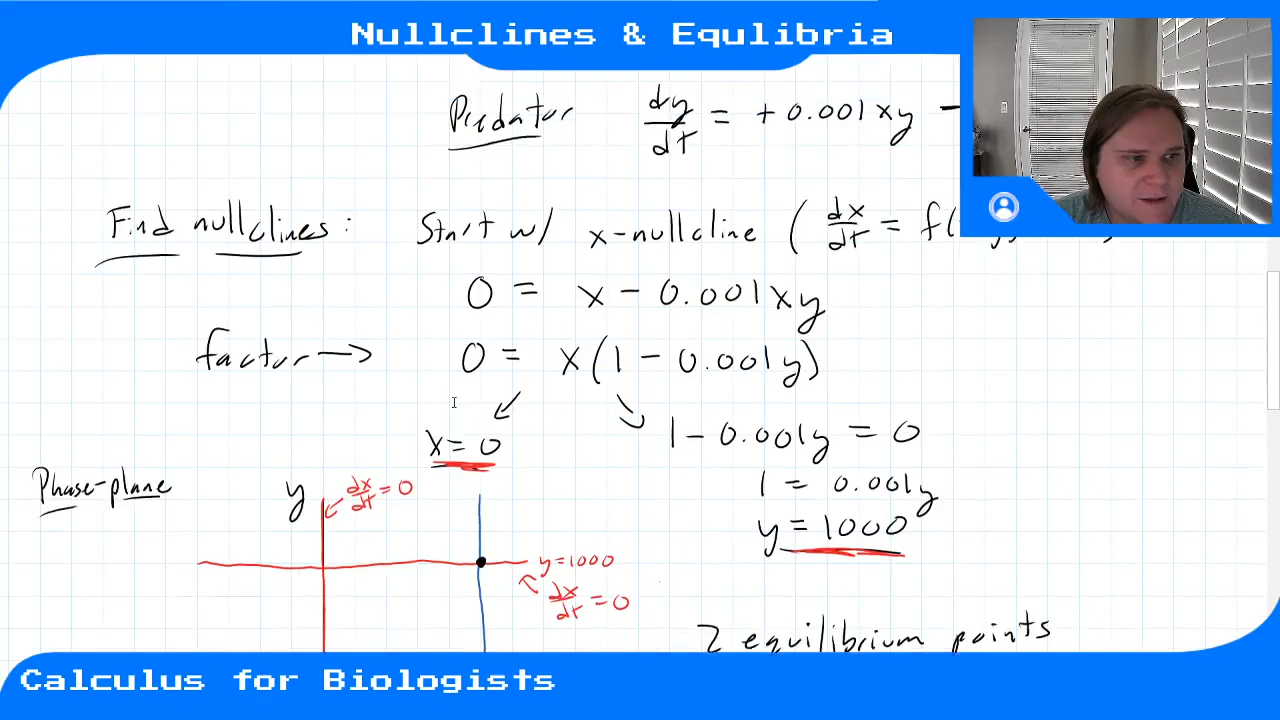 Nullclines & Equlibria
Predator dy/dt = +0.001xy -
Find nullclines: Start w/ x-nullcline ( dx/dt = f(
0 = x - 0.001xy
factor → 0 = x(1 - 0.001y)
x = 0
1 - 0.001y = 0
1 = 0.001y
y = 1000
Phase-plane
y
dx/dt = 0
y=1000
dx/dt = 0
2 equilibrium points
Calculus for Biologists